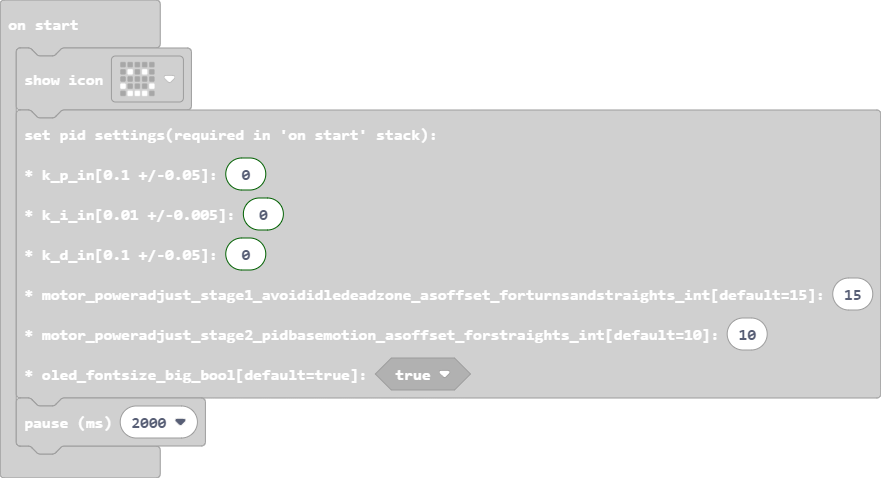 on start
show icon
set pid settings(required in 'on start' stack):
* k_p_in[0.1 +/-0.05]: 0
* k_i_in[0.01 +/-0.005]: 0
* k_d_in[0.1 +/-0.05]: 0
* motor_poweradjust_stage1_avoididledeadzone_asoffset_forturnsandstraights_int[default=15]: 15
* motor_poweradjust_stage2_pidbasemotion_asoffset_forstraights_int[default=10]: 10
* oled_fontsize_big_bool[default=true]: true
pause (ms) 2000